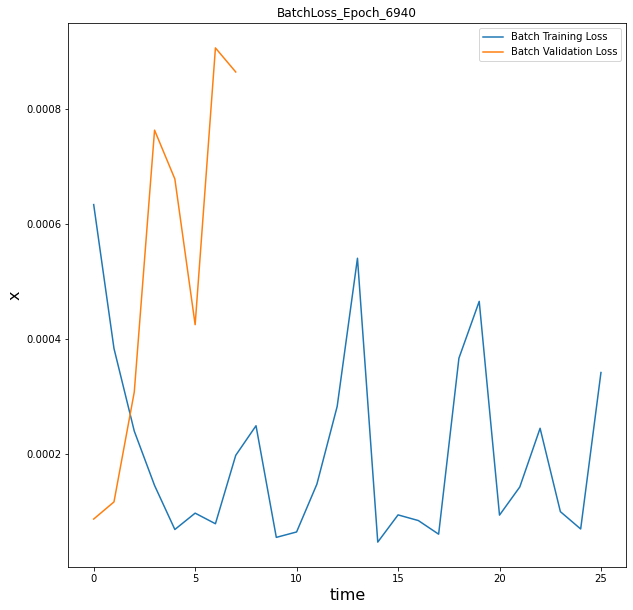 BatchLoss_Epoch_6940
Batch Training Loss
Batch Validation Loss
0.0008
0.0006
0.0004
0.0002
x
0 5 10 15 20 25
time